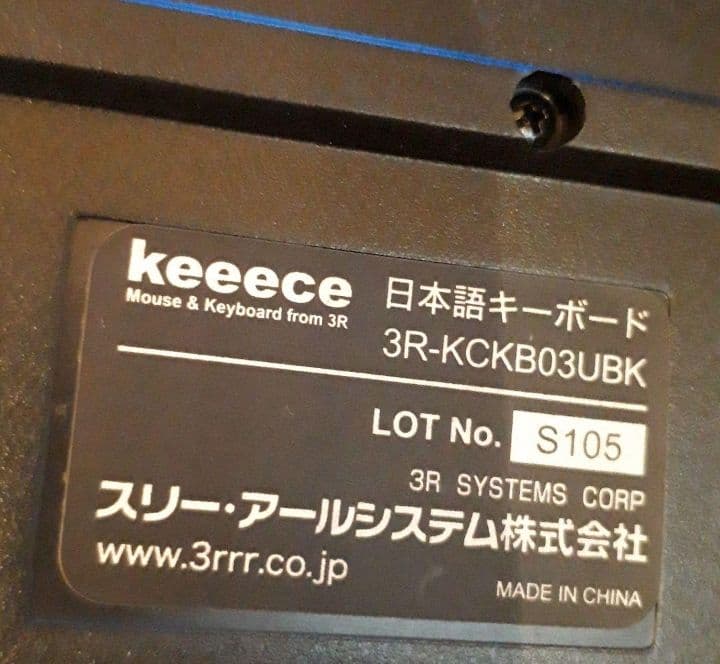 keeece
Mouse & Keyboard from 3R
日本語キーボード
3R-KCKB03UBK
LOT No. S105
3R SYSTEMS CORP
スリー・アールシステム株式会社
www.3rrr.co.jp
MADE IN CHINA